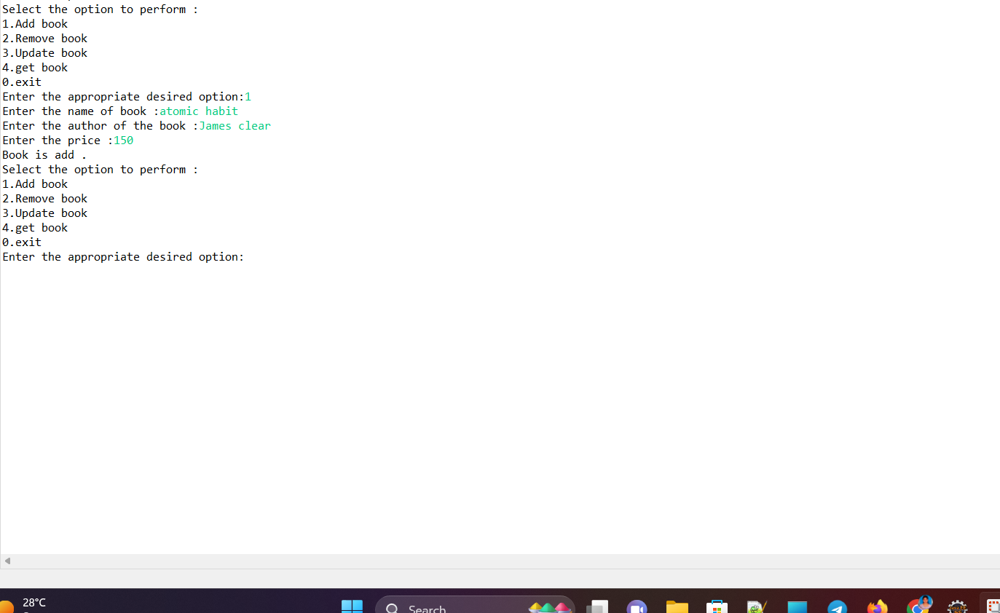 Select the option to perform :
1.Add book
2.Remove book
3.Update book
4.get book
0.exit
Enter the appropriate desired option:1
Enter the name of book :atomic habit
Enter the author of the book :James clear
Enter the price :150
Book is add .
Select the option to perform :
1.Add book
2.Remove book
3.Update book
4.get book
0.exit
Enter the appropriate desired option:
28°C
Search